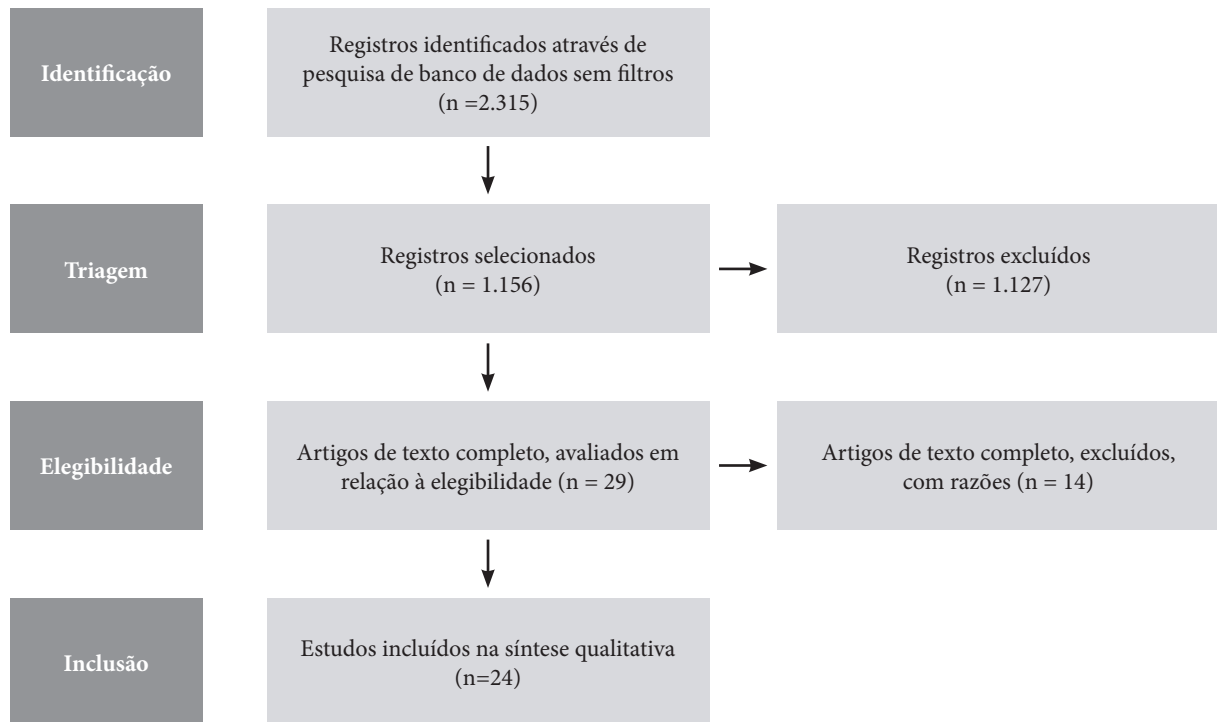 Identificação
Registros identificados através de
pesquisa de banco de dados sem filtros
(n =2.315)
Triagem
Registros selecionados
(n = 1.156)
Registros excluídos
(n = 1.127)
Elegibilidade
Artigos de texto completo, avaliados em
relação à elegibilidade (n = 29)
Artigos de texto completo, excluídos,
com razões (n = 14)
Inclusão
Estudos incluídos na síntese qualitativa
(n=24)